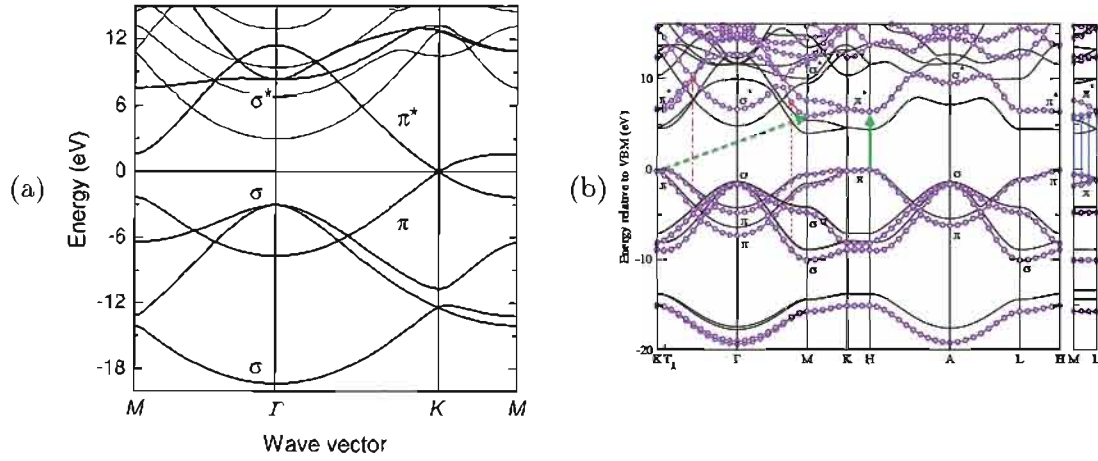 (a)
Energy (eV)
12
6
0
-6
-12
-18
σ*
π*
σ
π
σ
M
Γ
K
M
Wave vector
(b)
Energy relative to VBM (eV)
10
0
-10
-20
π*
σ*
σ*
π*
σ*
π*
π*
π
σ
π
π
σ
σ
π
σ
π
σ
π
π
K T₁ Γ M K H A L H M L